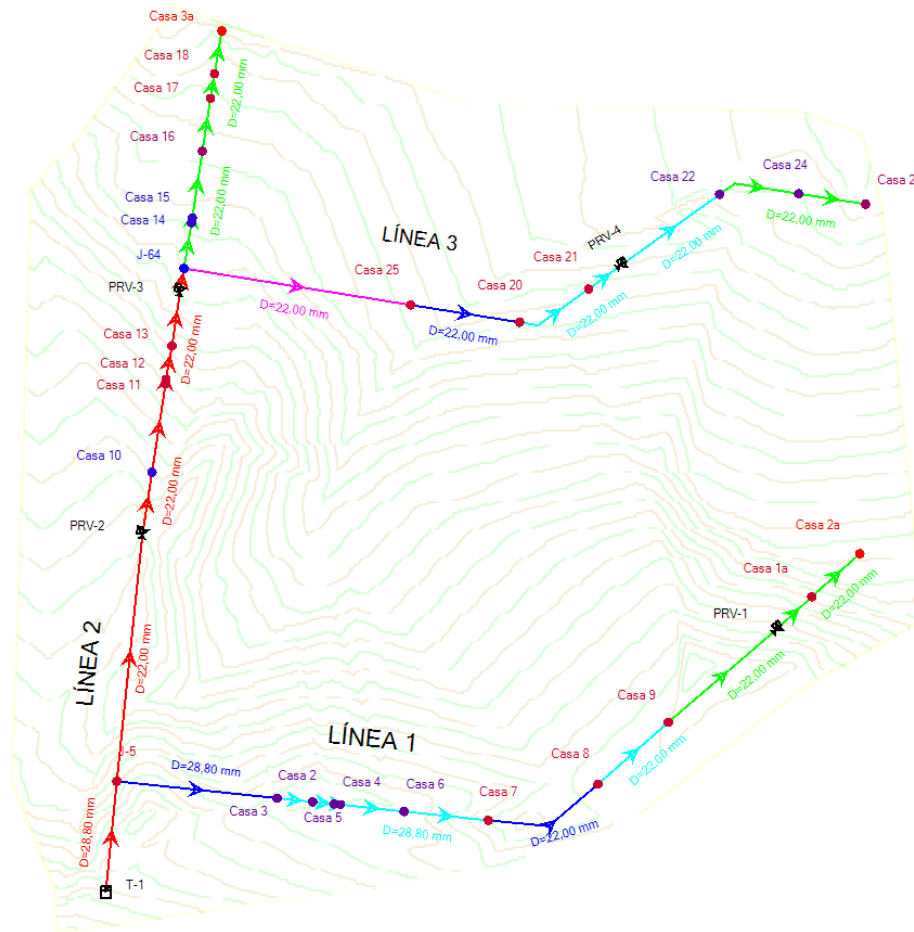 Casa 3a
Casa 18
Casa 17
D=22,00 mm
Casa 16
Casa 15
Casa 14
D=22,00 mm
J-64
PRV-3
Casa 13
Casa 12
Casa 11
D=22,00 mm
Casa 10
D=22,00 mm
PRV-2
LÍNEA 2
D=22,00 mm
J-5
D=28,80 mm
T-1
LÍNEA 3
Casa 25
D=22,00 mm
Casa 20
D=22,00 mm
Casa 21
PRV-4
D=22,00 mm
Casa 22
D=22,00 mm
Casa 24
D=22,00 mm
Casa 2
LÍNEA 1
D=28,80 mm
Casa 2
Casa 3
Casa 4
Casa 5
Casa 6
D=28,80 mm
Casa 7
D=22,00 mm
Casa 8
D=22,00 mm
Casa 9
D=22,00 mm
PRV-1
Casa 1a
D=22,00 mm
Casa 2a